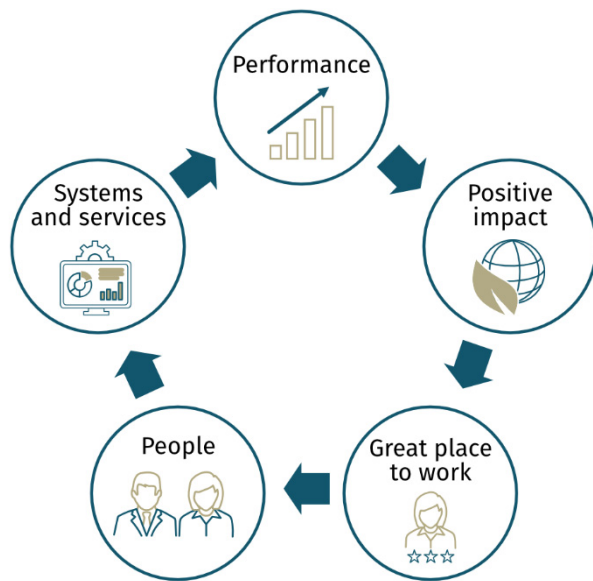 Performance
Positive
impact
Great place
to work
People
Systems
and services